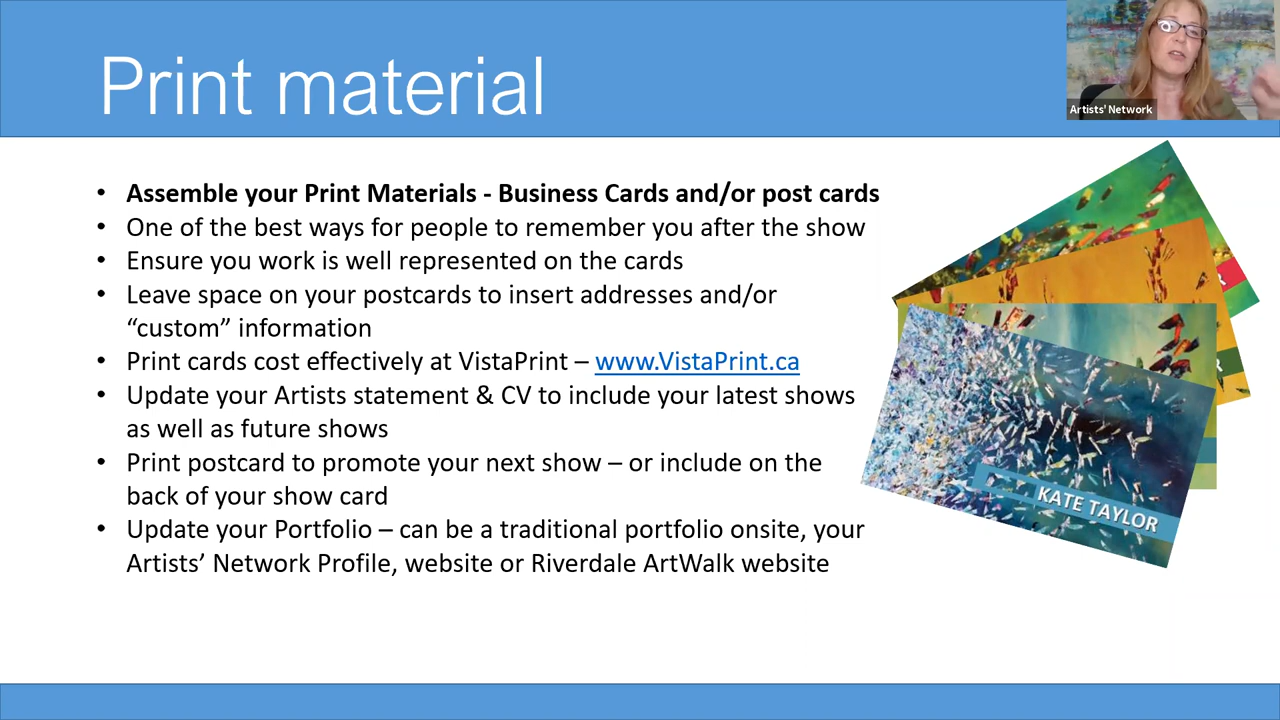 Print material
Artists' Network
• Assemble your Print Materials - Business Cards and/or post cards
• One of the best ways for people to remember you after the show
• Ensure you work is well represented on the cards
• Leave space on your postcards to insert addresses and/or
“custom” information
• Print cards cost effectively at VistaPrint – www.VistaPrint.ca
• Update your Artists statement & CV to include your latest shows
as well as future shows
• Print postcard to promote your next show – or include on the
back of your show card
• Update your Portfolio – can be a traditional portfolio onsite, your
Artists’ Network Profile, website or Riverdale ArtWalk website
KATE TAYLOR